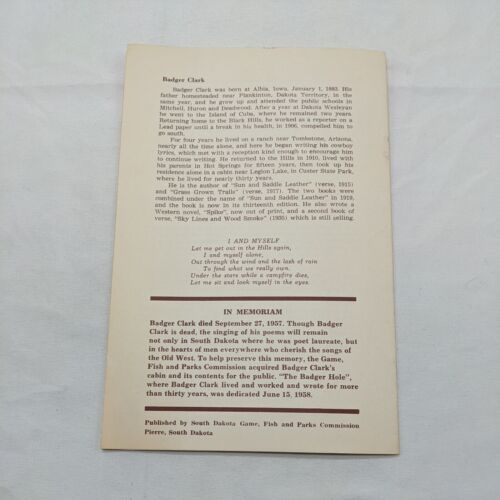 Badger Clark
Badger Clark was born at Albia, Iowa, January 1, 1883. His
father homesteaded near Plankinton, Dakota Territory, in the
same year, and he grew up and attended the public schools in
Mitchell, Huron and Deadwood. After a year at Dakota Wesleyan
he went to the Island of Cuba, where he remained two years.
Returning home to the Black Hills, he worked as a reporter on a
Lead paper until a break in his health, in 1906, compelled him to
go south.
For four years he lived on a ranch near Tombstone, Arizona,
nearly all the time alone, and here he began writing his cowboy
lyrics, which met with a reception kind enough to encourage him
to continue writing. He returned to the Hills in 1910, lived with
his parents in Hot Springs for fifteen years, then took up his
residence alone in a cabin near Legion Lake, in Custer State Park,
where he lived for nearly thirty years.
He is the author of "Sun and Saddle Leather" (verse, 1915)
and "Grass Grown Trails" (verse, 1917). The two books were
combined under the name of "Sun and Saddle Leather" in 1919,
and the book is now in its thirteenth edition. He also wrote a
Western novel, "Spike", now out of print, and a second book of
verse, "Sky Lines and Wood Smoke" (1935) which is still selling.
I AND MYSELF
Let me get out in the Hills again,
I and myself alone,
Out through the wind and the lash of rain
To find what we really own.
Under the stars while a campfire dies,
Let me sit and look myself in the eyes.
IN MEMORIAM
Badger Clark died September 27, 1957. Though Badger
Clark is dead, the singing of his poems will remain
not only in South Dakota where he was poet laureate, but
in the hearts of men everywhere who cherish the songs of
the Old West. To help preserve this memory, the Game,
Fish and Parks Commission acquired Badger Clark's
cabin and its contents for the public. "The Badger Hole",
where Badger Clark lived and worked and wrote for more
than thirty years, was dedicated June 15, 1958.
Published by South Dakota Game, Fish and Parks Commission
Pierre, South Dakota